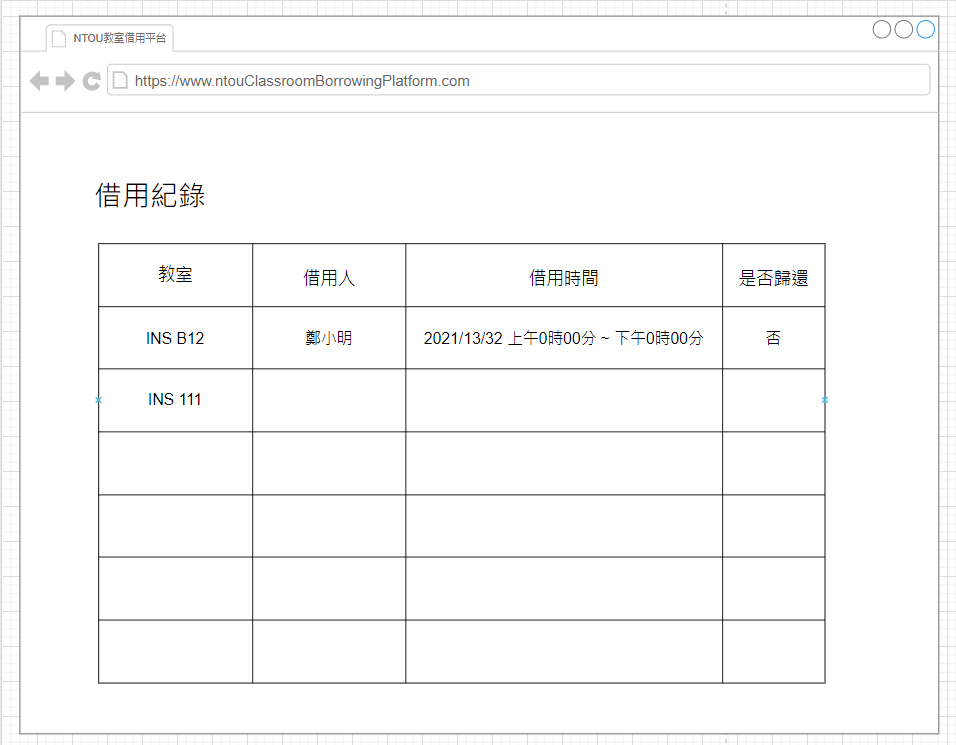 NTOU教室借用平台
https://www.ntouClassroomBorrowingPlatform.com
借用紀錄
教室 借用人 借用時間 是否歸還
INS B12 鄭小明 2021/13/32 上午0時00分 ~ 下午0時00分 否
INS 111